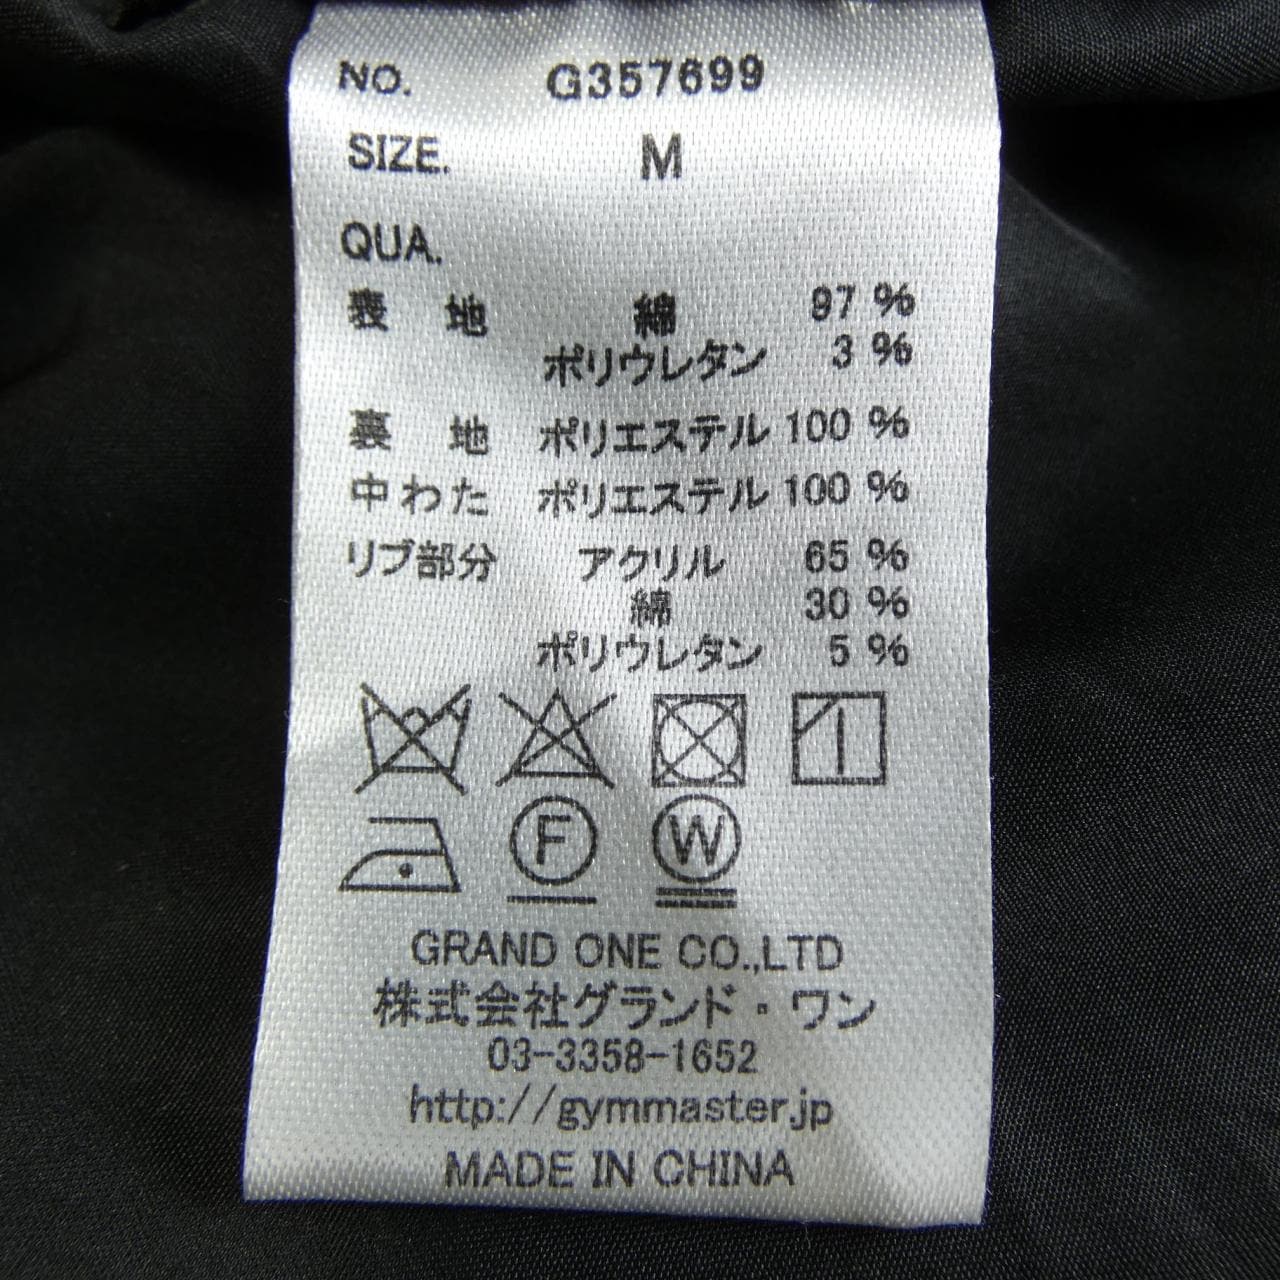 NO. G357699
SIZE. M
QUA.
表地 綿 97%
ポリウレタン 3%
裏地 ポリエステル 100%
中わた ポリエステル 100%
リブ部分 アクリル 65%
綿 30%
ポリウレタン 5%
F W
GRAND ONE CO.,LTD
株式会社グランド・ワン
03-3358-1652
http://gymmaster.jp
MADE IN CHINA